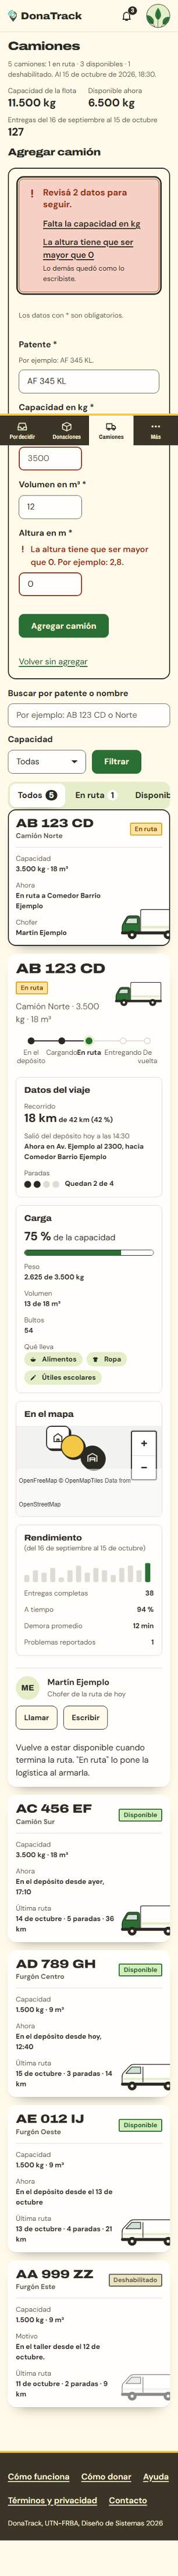 DonaTrack
3
Camiones
5 camiones: 1 en ruta · 3 disponibles · 1
deshabilitado. Al 15 de octubre de 2026, 18:30.
Capacidad de la flota
11.500 kg
Disponible ahora
6.500 kg
Entregas del 16 de septiembre al 15 de octubre
127
Agregar camión
! Revisá 2 datos para
seguir.
Falta la capacidad en kg
La altura tiene que ser
mayor que 0
Lo demás quedó como lo
escribiste.
Los datos con * son obligatorios.
Patente *
Por ejemplo: AF 345 KL.
AF 345 KL
Capacidad en kg *
Por decidir
Donaciones
Camiones
Más
3500
Volumen en m³ *
12
Altura en m *
! La altura tiene que ser mayor
que 0. Por ejemplo: 2,8.
0
Agregar camión
Volver sin agregar
Buscar por patente o nombre
Por ejemplo: AB 123 CD o Norte
Capacidad
Todas
Filtrar
Todos 5
En ruta 1
AB 123 CD
En ruta
Camión Norte
Capacidad
3.500 kg · 18 m³
Ahora
En ruta a Comedor Barrio
Ejemplo
Chofer
Martín Ejemplo
AB 123 CD
En ruta
Camión Norte · 3.500
kg · 18 m³
En el
depósito
Cargando
En ruta
Entregando
De
vuelta
Datos del viaje
Recorrido
18 km de 42 km (42 %)
Salió del depósito hoy a las 14:30
Ahora en Av. Ejemplo al 2300, hacia
Comedor Barrio Ejemplo
Paradas
Quedan 2 de 4
Carga
75 % de la capacidad
Peso
2.625 de 3.500 kg
Volumen
13 de 18 m³
Bultos
54
Qué lleva
Alimentos
Ropa
Útiles escolares
En el mapa
+
−
OpenFreeMap © OpenMapTiles Data from
OpenStreetMap
Rendimiento
(del 16 de septiembre al 15 de octubre)
Entregas completas 38
A tiempo 94 %
Demora promedio 12 min
Problemas reportados 1
ME
Martín Ejemplo
Chofer de la ruta de hoy
Llamar
Escribir
Vuelve a estar disponible cuando
termina la ruta. "En ruta" lo pone la
logística al armarla.
AC 456 EF
Disponible
Camión Sur
Capacidad
3.500 kg · 18 m³
Ahora
En el depósito desde ayer,
17:10
Última ruta
14 de octubre · 5 paradas · 36
km
AD 789 GH
Disponible
Furgón Centro
Capacidad
1.500 kg · 9 m³
Ahora
En el depósito desde hoy,
12:40
Última ruta
15 de octubre · 3 paradas · 14
km
AE 012 IJ
Disponible
Furgón Oeste
Capacidad
1.500 kg · 9 m³
Ahora
En el depósito desde el 13 de
octubre
Última ruta
13 de octubre · 4 paradas · 21
km
AA 999 ZZ
Deshabilitado
Furgón Este
Capacidad
1.500 kg · 9 m³
Motivo
En el taller desde el 12 de
octubre.
Última ruta
11 de octubre · 2 paradas · 9
km
Cómo funciona
Cómo donar
Ayuda
Términos y privacidad
Contacto
DonaTrack, UTN-FRBA, Diseño de Sistemas 2026